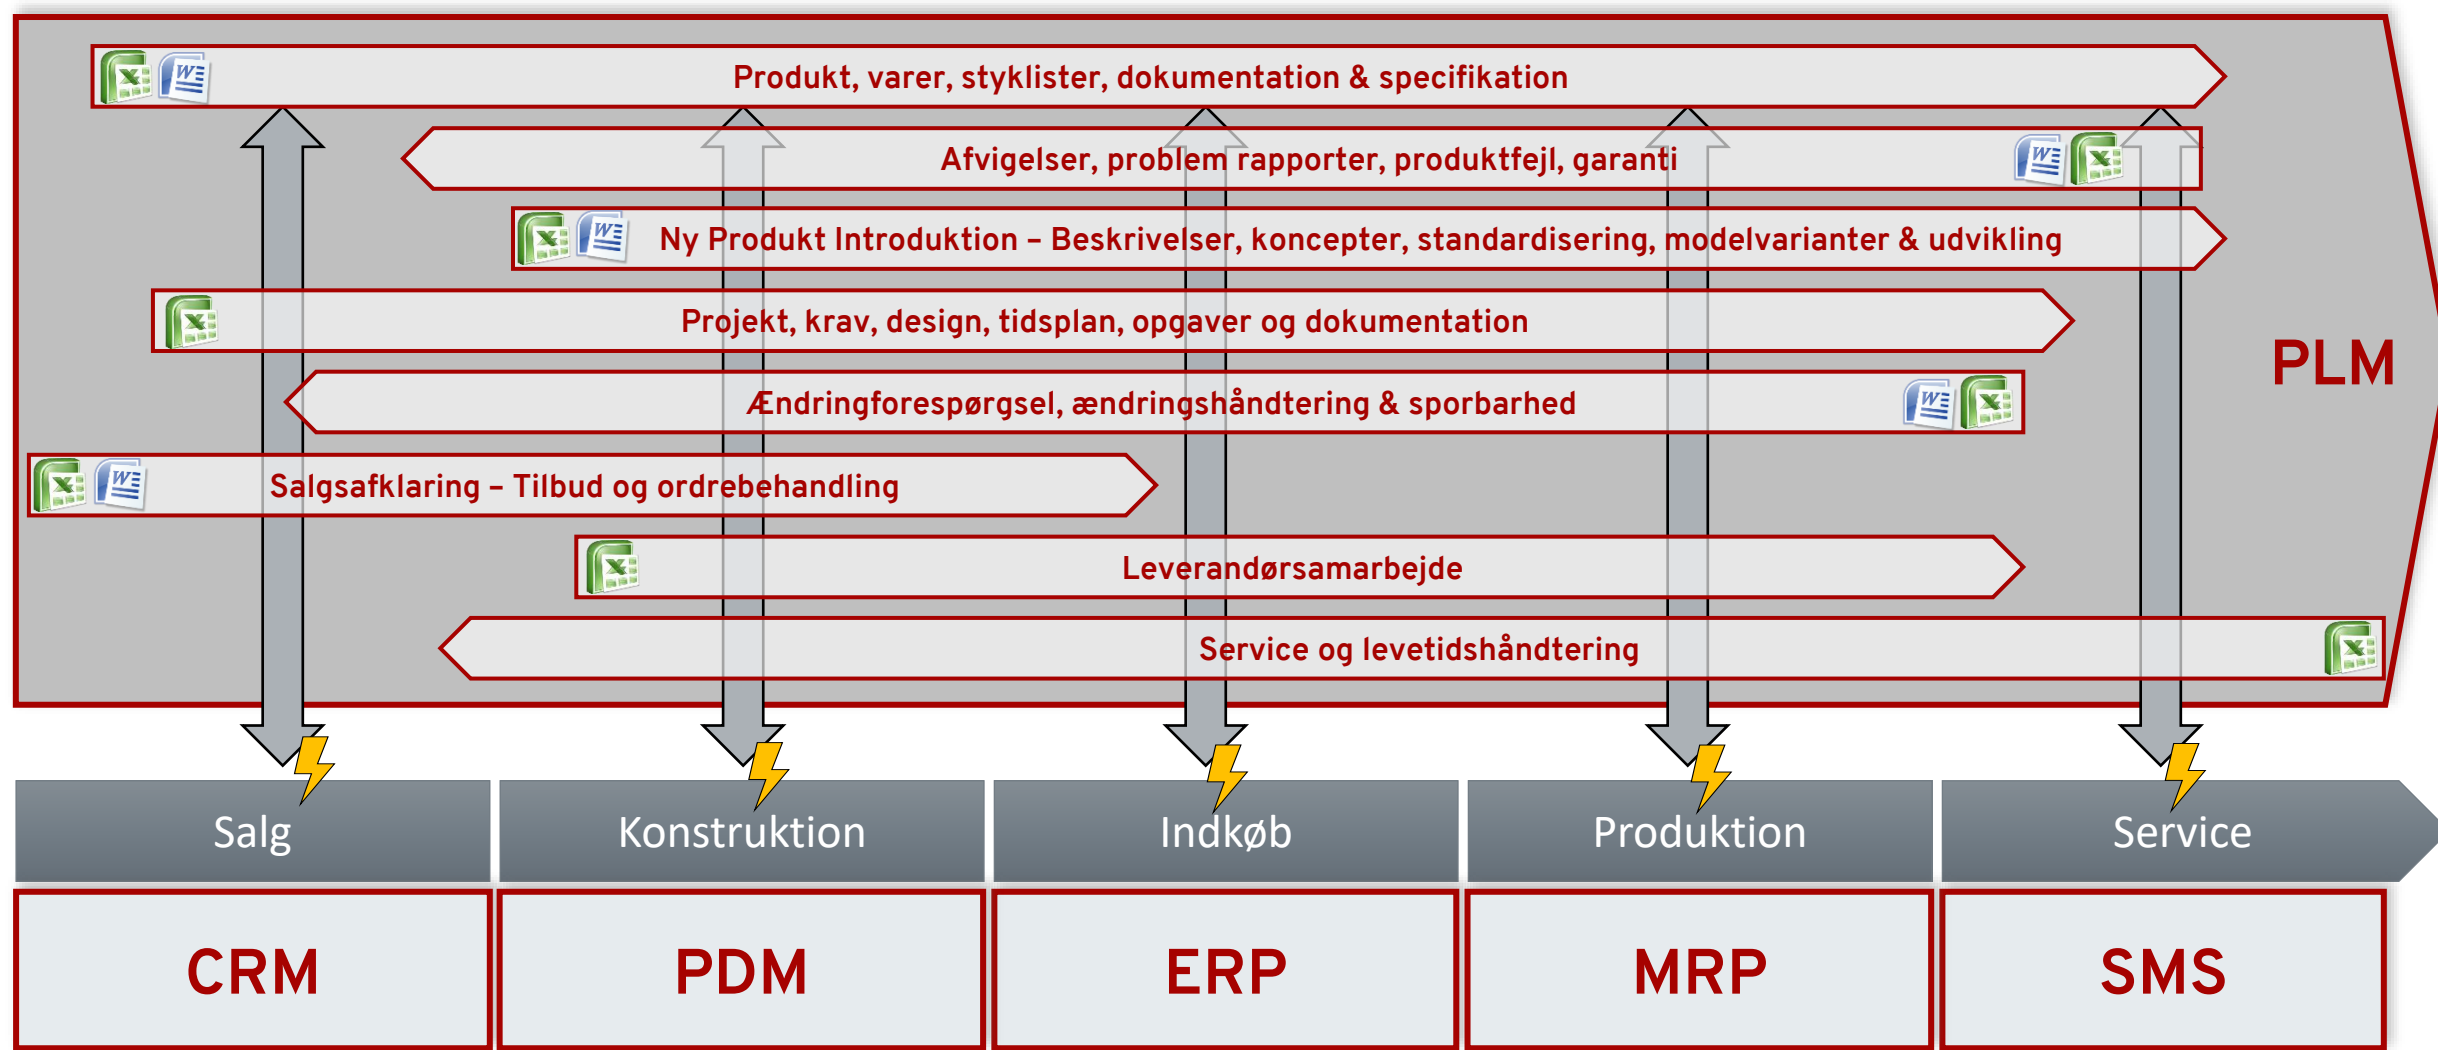 Produkt, varer, styklister, dokumentation & specifikation
Afvigelser, problem rapporter, produktfejl, garanti
Ny Produkt Introduktion – Beskrivelser, koncepter, standardisering, modelvarianter & udvikling
Projekt, krav, design, tidsplan, opgaver og dokumentation
PLM
Ændringforespørgsel, ændringshåndtering & sporbarhed
Salgsafklaring – Tilbud og ordrebehandling
Leverandørsamarbejde
Service og levetidshåndtering
Salg
Konstruktion
Indkøb
Produktion
Service
CRM
PDM
ERP
MRP
SMS